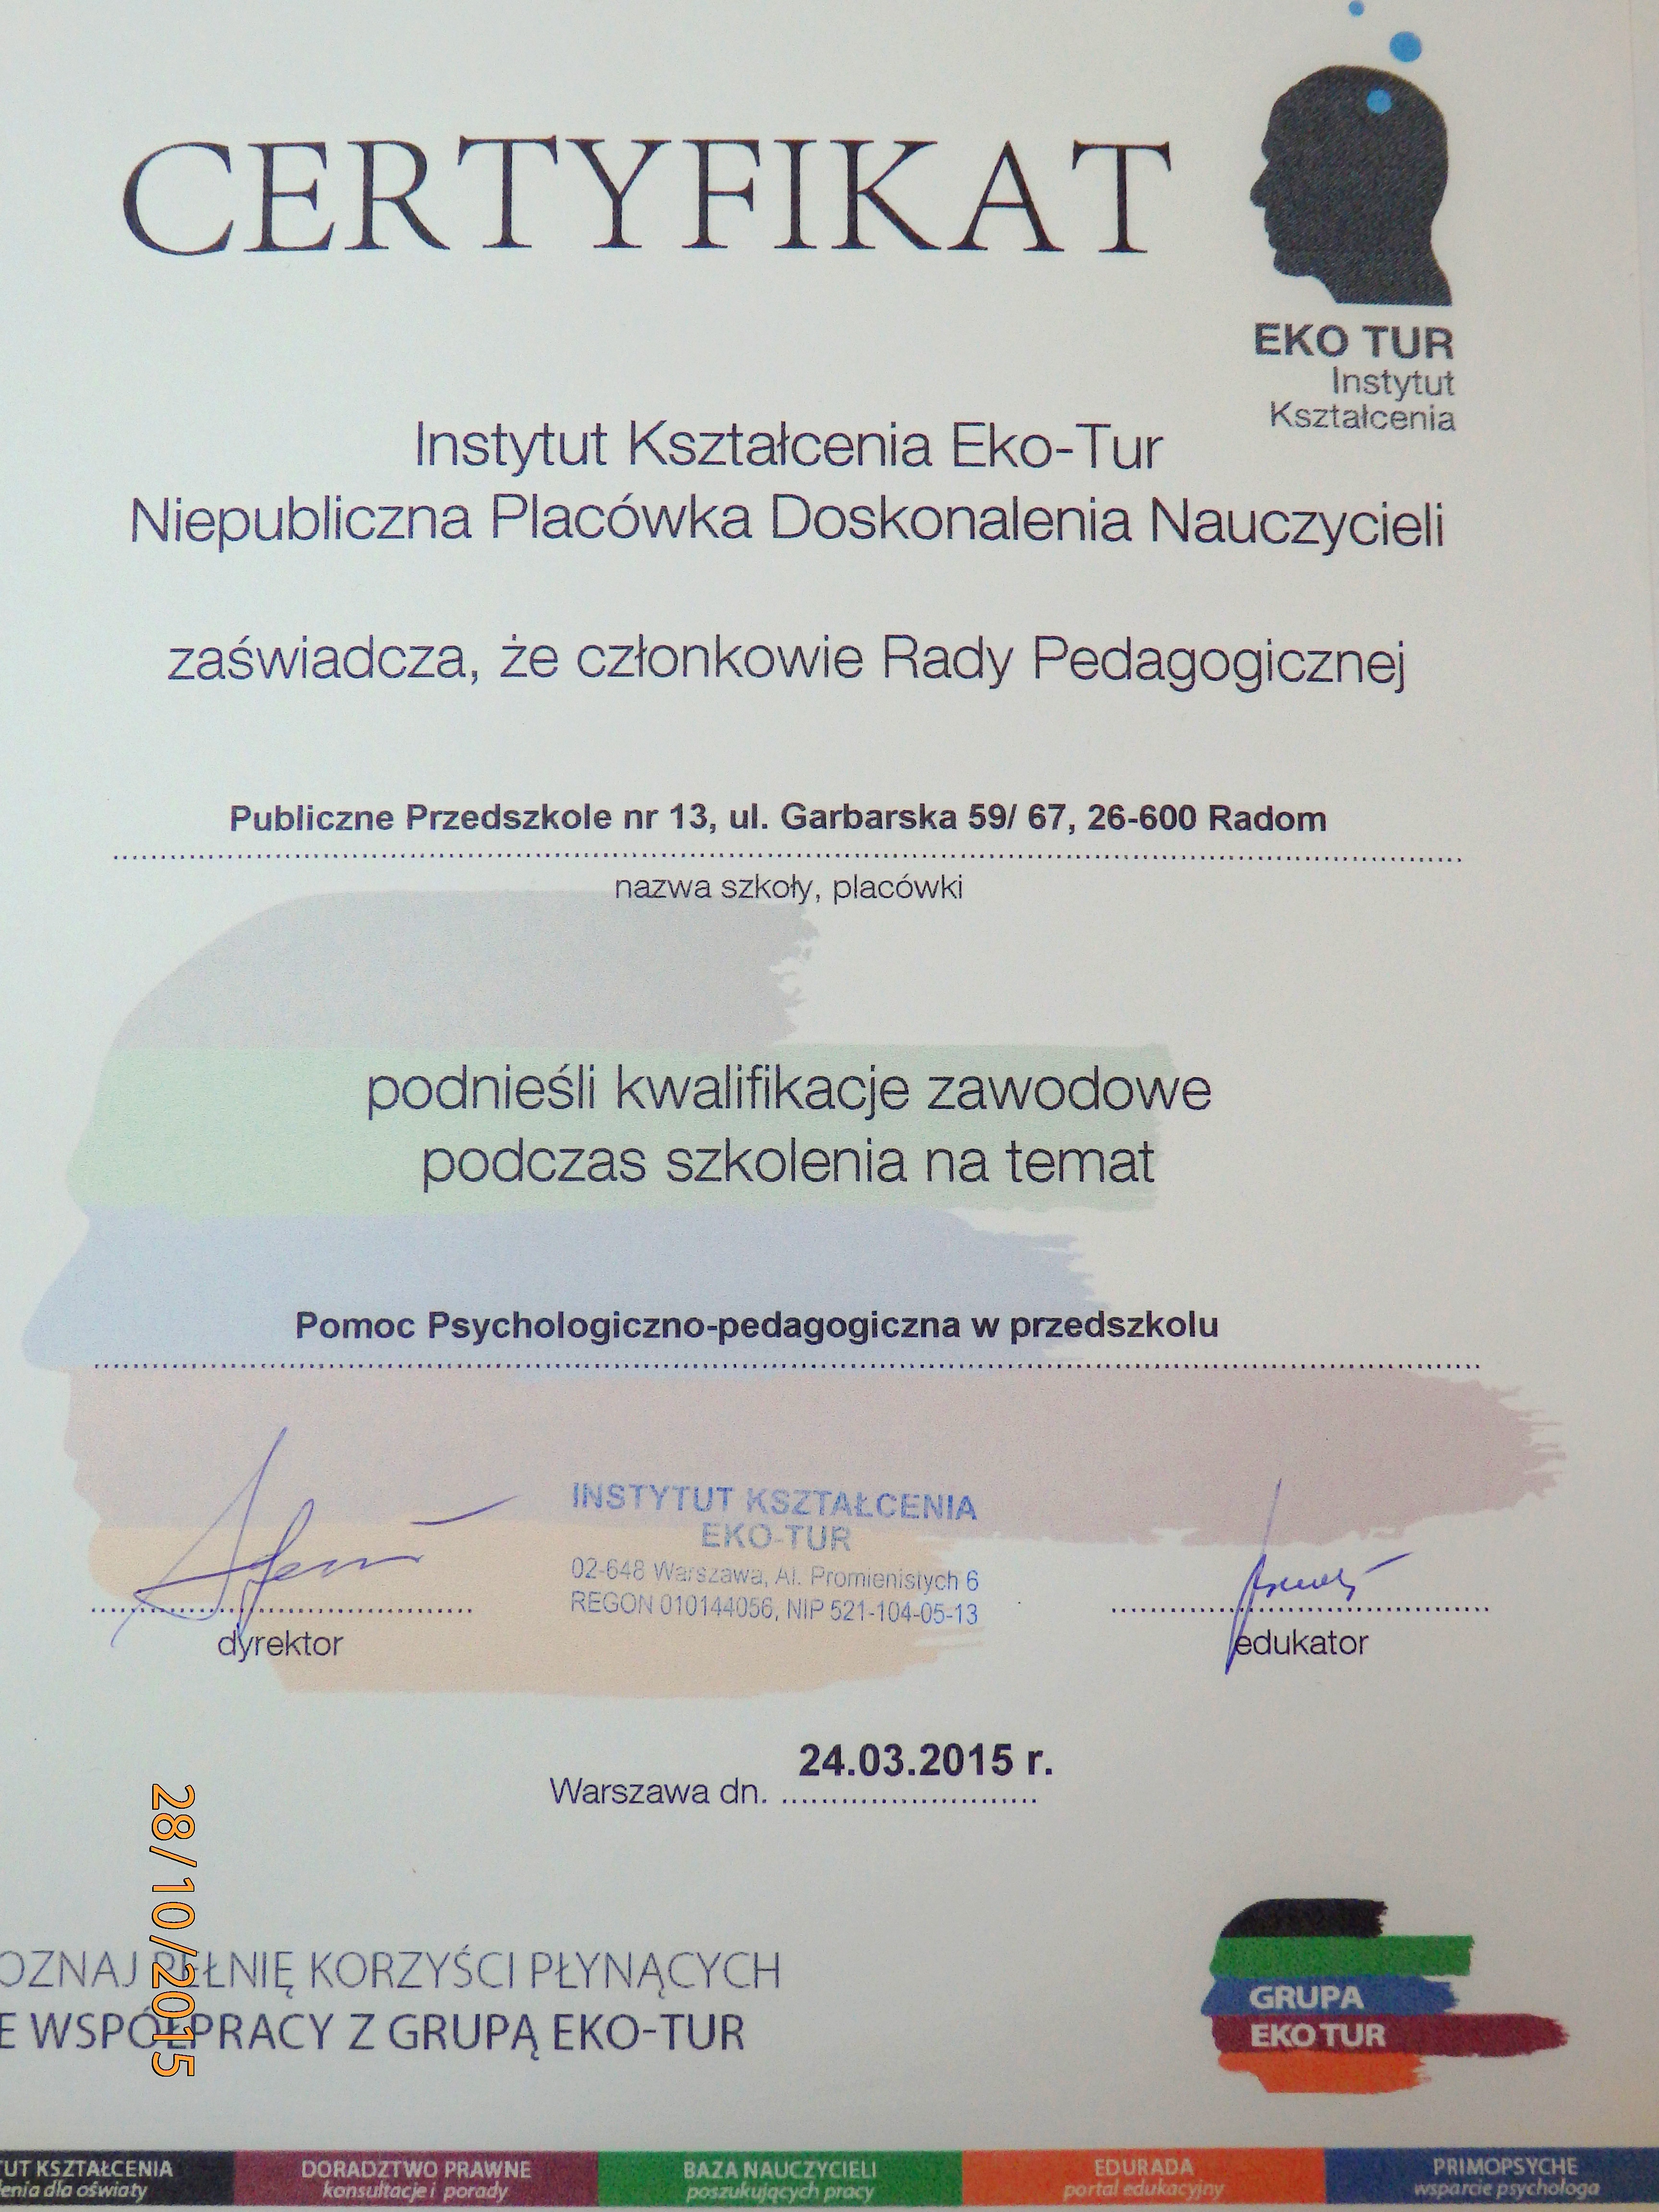 CERTYFIKAT
EKO TUR
Instytut
Kształcenia
Instytut Kształcenia Eko-Tur
Niepubliczna Placówka Doskonalenia Nauczycieli
zaświadcza, że członkowie Rady Pedagogicznej
Publiczne Przedszkole nr 13, ul. Garbarska 59/ 67, 26-600 Radom
nazwa szkoły, placówki
podnieśli kwalifikacje zawodowe
podczas szkolenia na temat
Pomoc Psychologiczno-pedagogiczna w przedszkolu
INSTYTUT KSZTAŁCENIA
EKO-TUR
02-648 Warszawa, Al. Promienistych 6
REGON 010144056, NIP 521-104-05-13
dyrektor
edukator
Warszawa dn. 24.03.2015 r.
28/10/2015
OZNAJ PEŁNIĘ KORZYŚCI PŁYNĄCYCH
E WSPÓŁPRACY Z GRUPĄ EKO-TUR
GRUPA
EKO TUR
UT KSZTAŁCENIA
enia dla oświaty
DORADZTWO PRAWNE
konsultacje i porady
BAZA NAUCZYCIELI
poszukujących pracy
EDURADA
portal edukacyjny
PRIMOPSYCHE
wsparcie psychologa